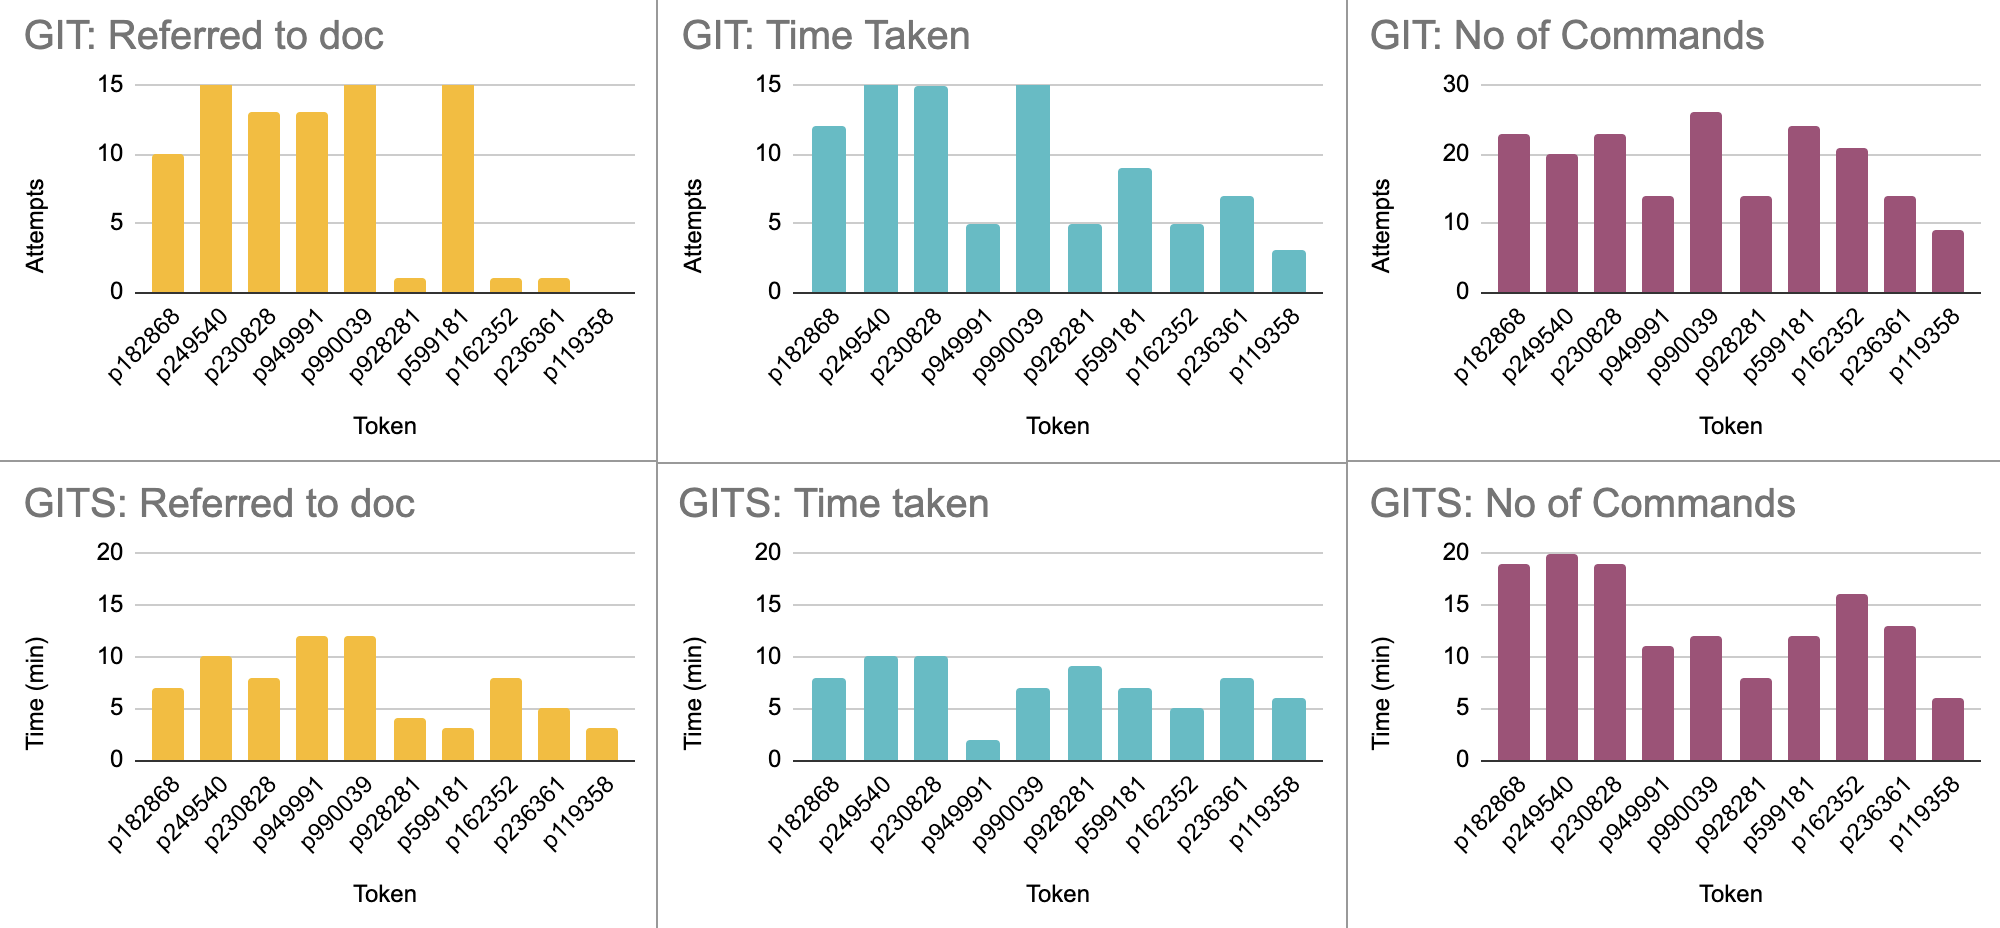 GIT: Referred to doc
15
10
5
0
Attempts
p182868
p249540
p230828
p949991
p990039
p928281
p599181
p162352
p236361
p119358
Token
GIT: Time Taken
15
10
5
0
Attempts
p182868
p249540
p230828
p949991
p990039
p928281
p599181
p162352
p236361
p119358
Token
GIT: No of Commands
30
20
10
0
Attempts
p182868
p249540
p230828
p949991
p990039
p928281
p599181
p162352
p236361
p119358
Token
GITS: Referred to doc
20
15
10
5
0
Time (min)
p182868
p249540
p230828
p949991
p990039
p928281
p599181
p162352
p236361
p119358
Token
GITS: Time taken
20
15
10
5
0
Time (min)
p182868
p249540
p230828
p949991
p990039
p928281
p599181
p162352
p236361
p119358
Token
GITS: No of Commands
20
15
10
5
0
Time (min)
p182868
p249540
p230828
p949991
p990039
p928281
p599181
p162352
p236361
p119358
Token